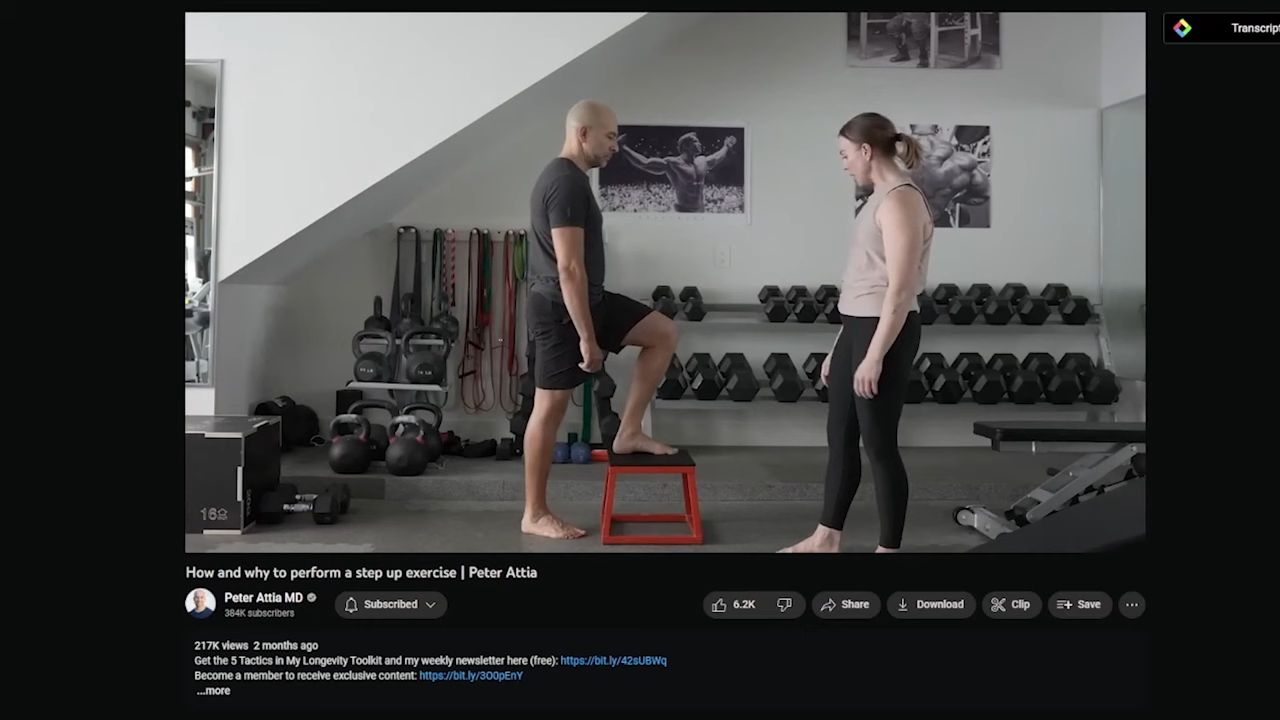 Transcript
16
How and why to perform a step up exercise | Peter Attia
Peter Attia MD
384K subscribers
Subscribed
6.2K
Share
Download
Clip
Save
217K views 2 months ago
Get the 5 Tactics in My Longevity Toolkit and my weekly newsletter here (free): https://bit.ly/42sUBWq
Become a member to receive exclusive content: https://bit.ly/3O0pEnY
...more